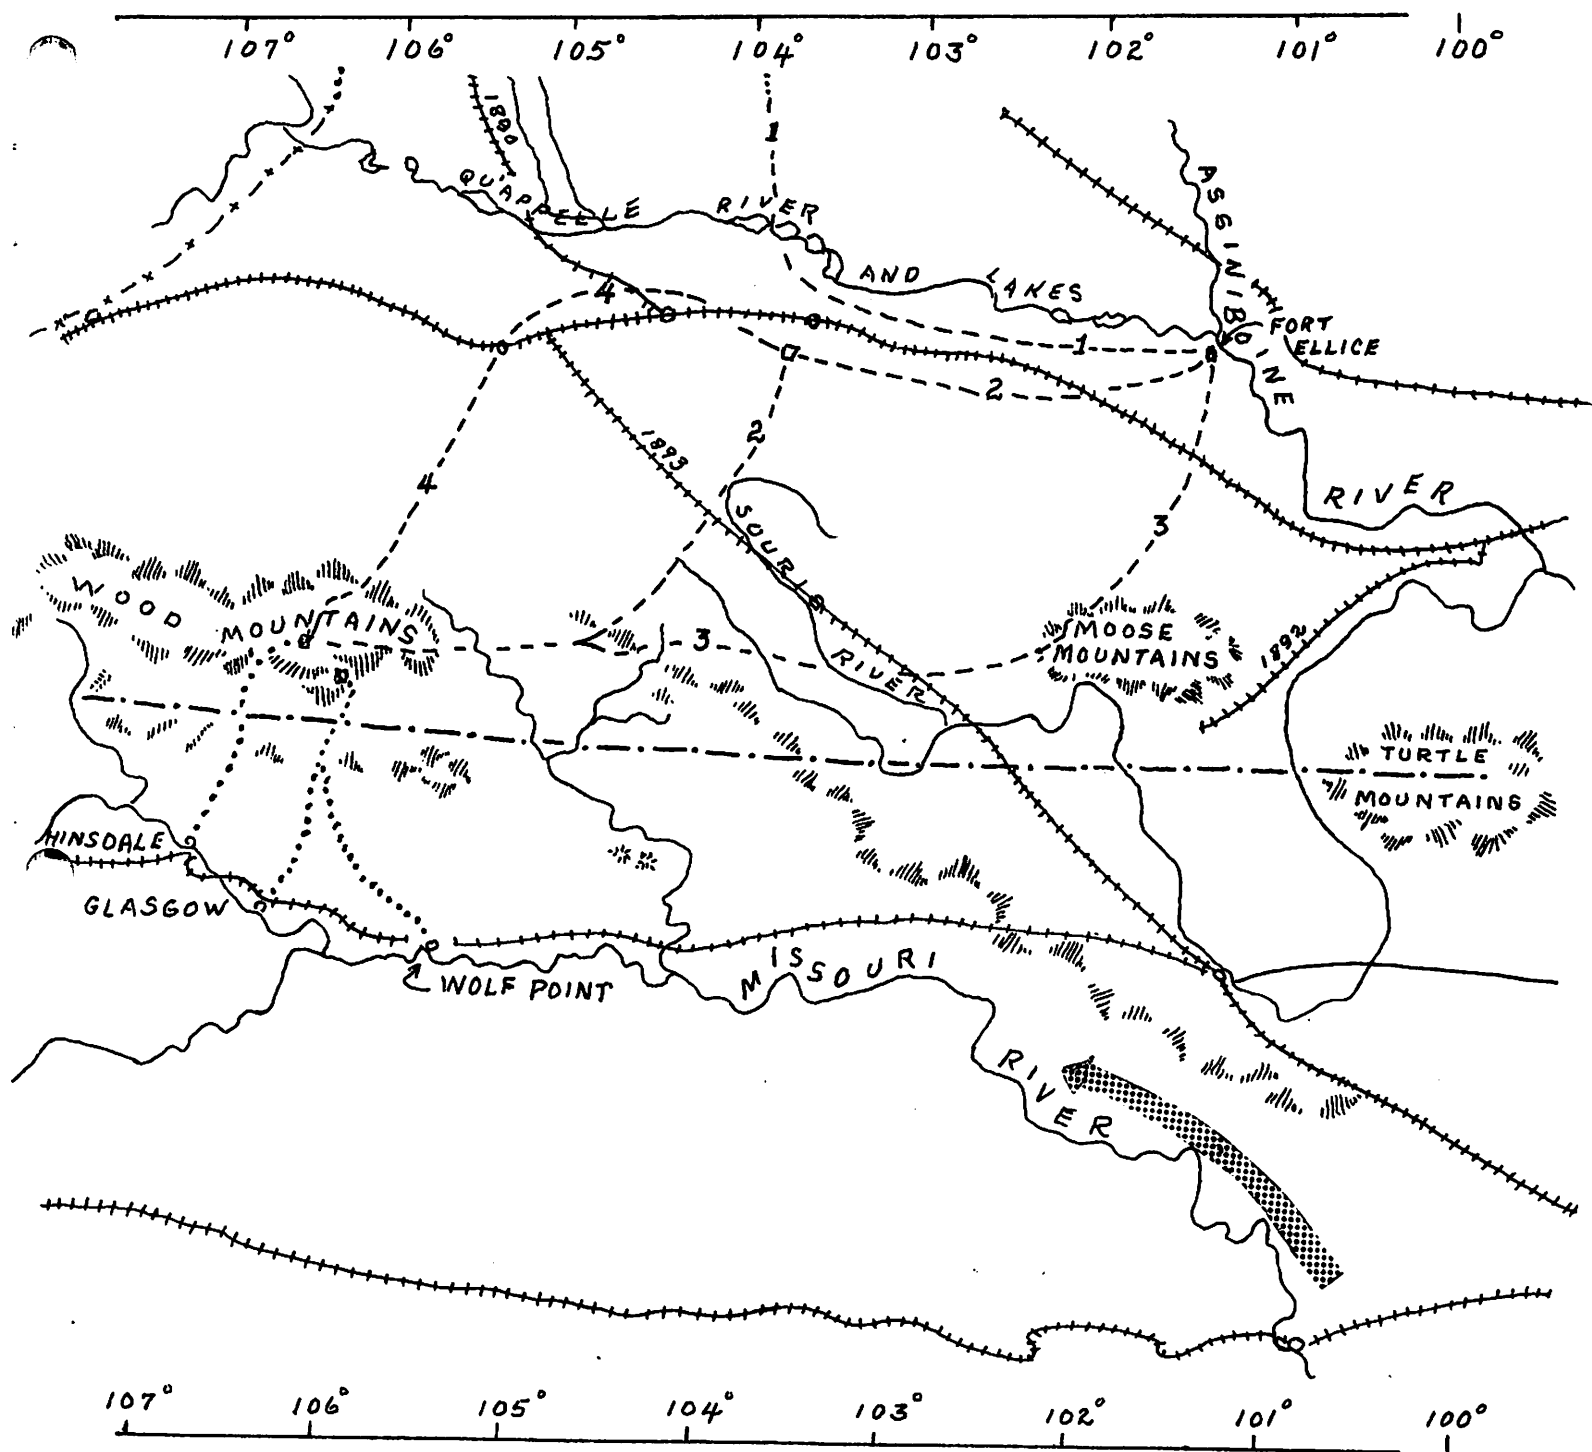 107° 106° 105° 104° 103° 102° 101° 100°
1890
1
QU'APPELLE RIVER AND LAKES
ASSINIBOINE RIVER
4
FORT
ELLICE
1
2
2
1893
4
SOURIS RIVER
3
WOOD
MOUNTAINS
3
MOOSE
MOUNTAINS
1892
TURTLE
MOUNTAINS
HINSDALE
GLASGOW
WOLF POINT
MISSOURI
RIVER
107° 106° 105° 104° 103° 102° 101° 100°